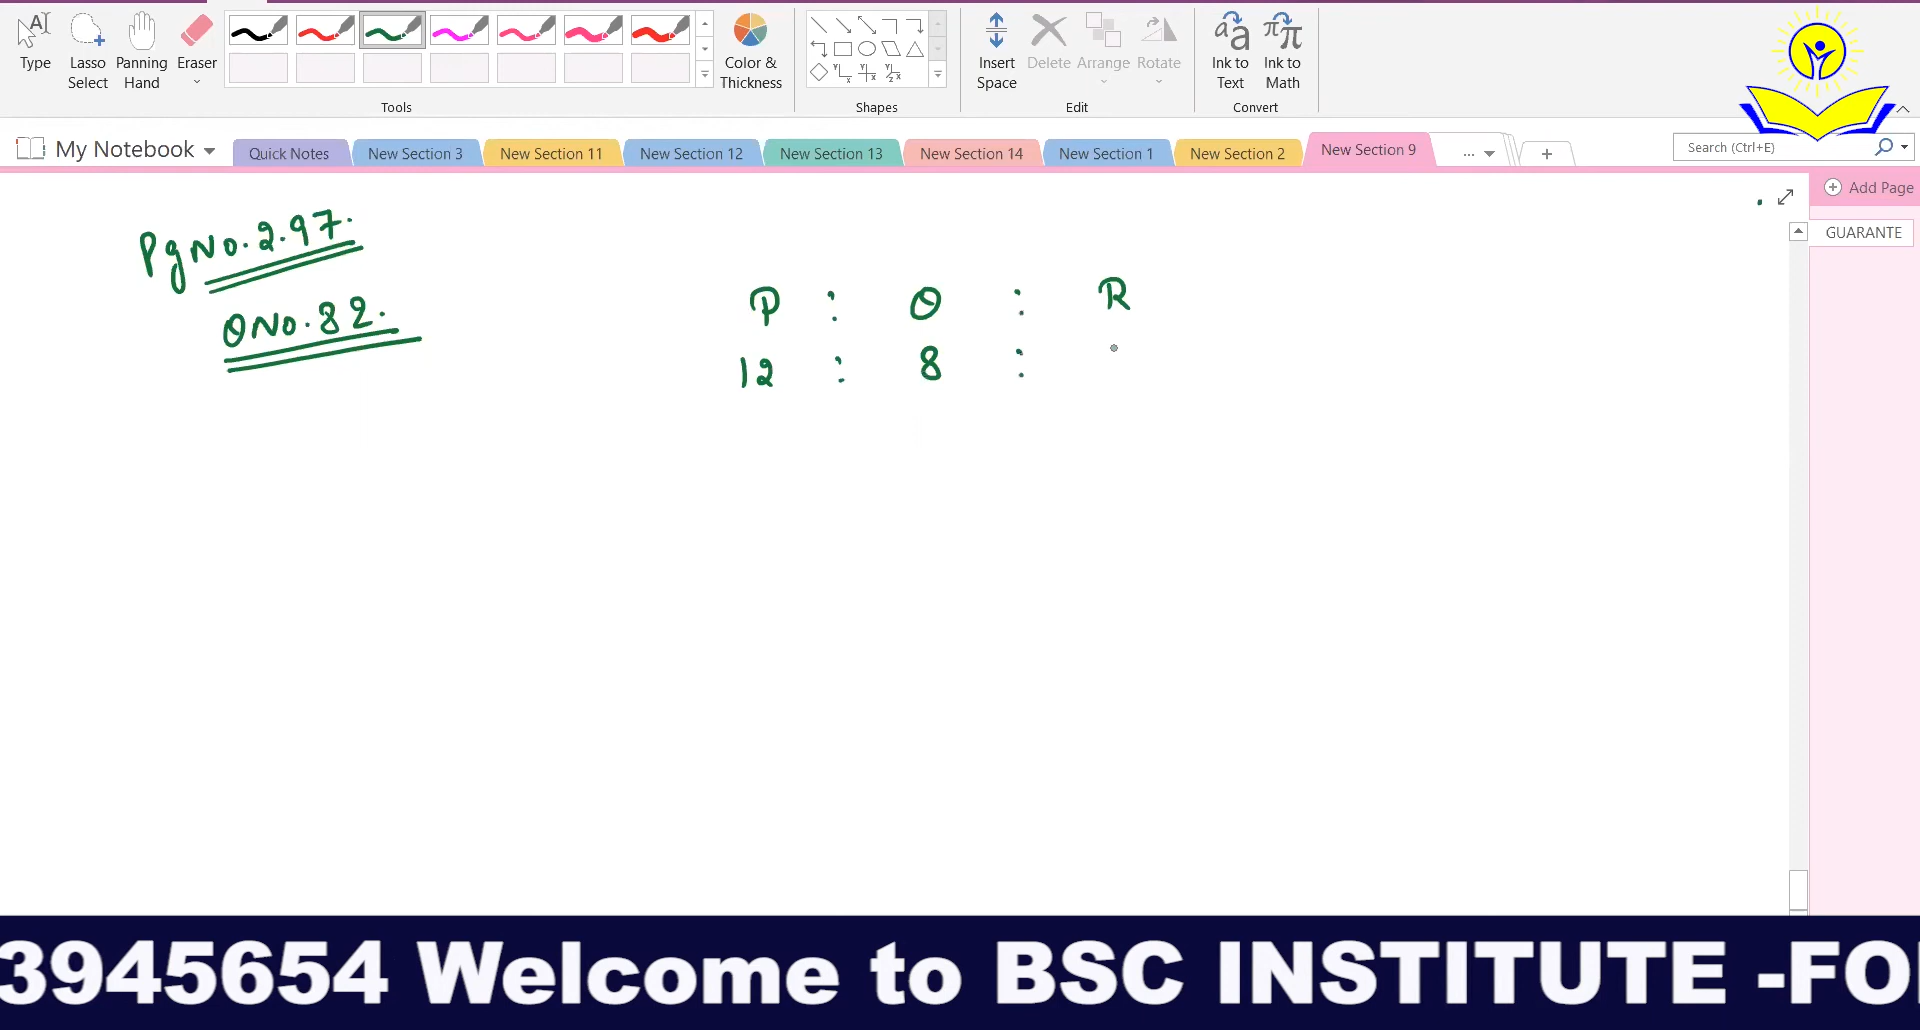 Type
Lasso Select
Panning Hand
Eraser
Color & Thickness
Insert Space
Delete
Arrange
Rotate
Ink to Text
Ink to Math
Tools
Shapes
Edit
Convert
My Notebook
Quick Notes
New Section 3
New Section 11
New Section 12
New Section 13
New Section 14
New Section 1
New Section 2
New Section 9
...
Search (Ctrl+E)
Add Page
GUARANTE
Pg No. 2.97.
Q No. 82.
P : Q : R
12 : 8 :
3945654 Welcome to BSC INSTITUTE -FO